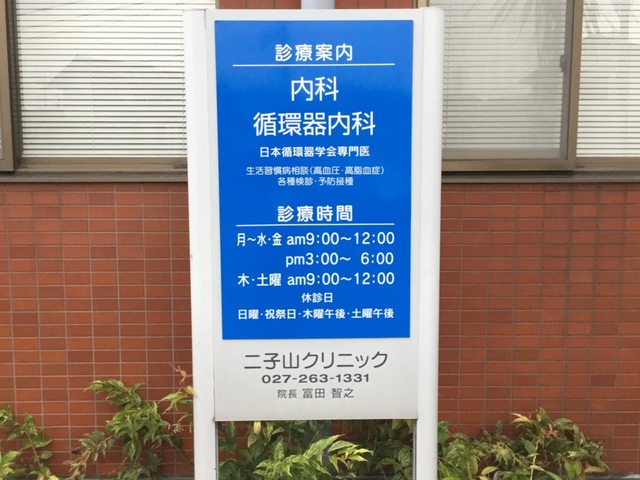 診療案内
内科
循環器内科
日本循環器学会専門医
生活習慣病相談(高血圧・高脂血症)
各種検診・予防接種
診療時間
月〜水・金 am9:00〜12:00
pm3:00〜 6:00
木・土曜 am9:00〜12:00
休診日
日曜・祝祭日・木曜午後・土曜午後
二子山クリニック
027-263-1331
院長 冨田 智之